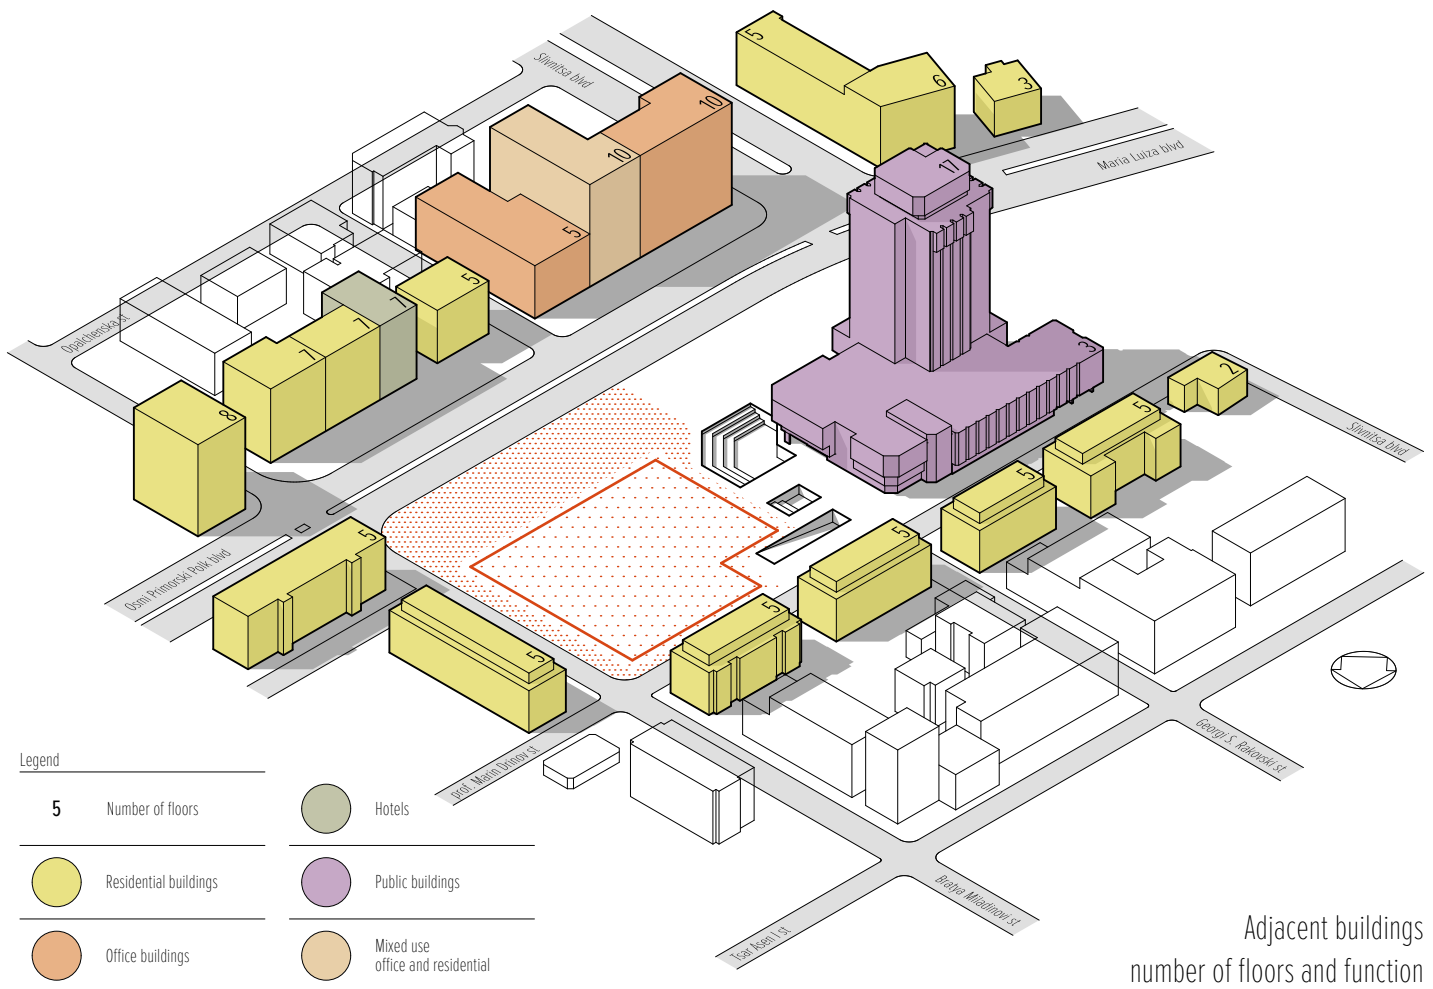 5
6
3
Slivnitsa blvd
10
10
17
Maria Luiza blvd
5
5
7
7
7
8
Opalchenska st
3
2
5
5
5
5
5
5
Slivnitsa blvd
Osmi Primorski Polk blvd
prof. Marin Drinov st
Georgi S. Rakovski st
Bratya Miladinovi st
Tsar Asen I st
Legend
5 Number of floors
Hotels
Residential buildings
Public buildings
Office buildings
Mixed use
office and residential
Adjacent buildings
number of floors and function